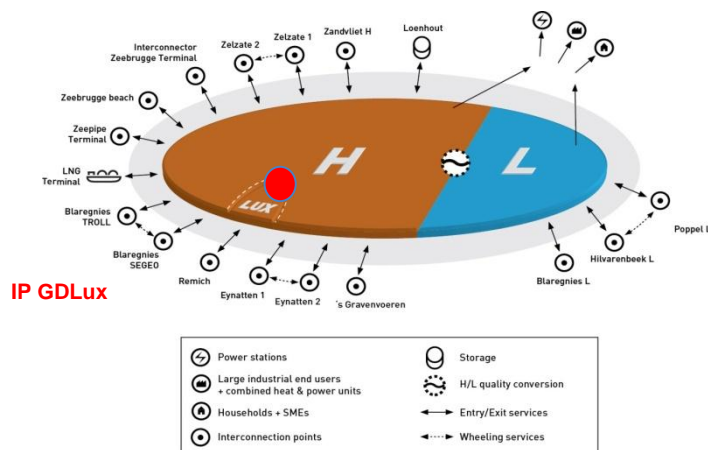 Interconnector
Zeebrugge Terminal
Zelzate 2
Zelzate 1
Zandvliet H
Loenhout
Zeebrugge beach
Zeepipe
Terminal
LNG
Terminal
Blaregnies
TROLL
Blaregnies
SEGEO
Remich
Eynatten 1
Eynatten 2
's Gravenvoeren
Blaregnies L
Hilvarenbeek L
Poppel L
H
L
LUX
IP GDLux
Power stations
Large industrial end users
+ combined heat & power units
Households + SMEs
Interconnection points
Storage
H/L quality conversion
Entry/Exit services
Wheeling services